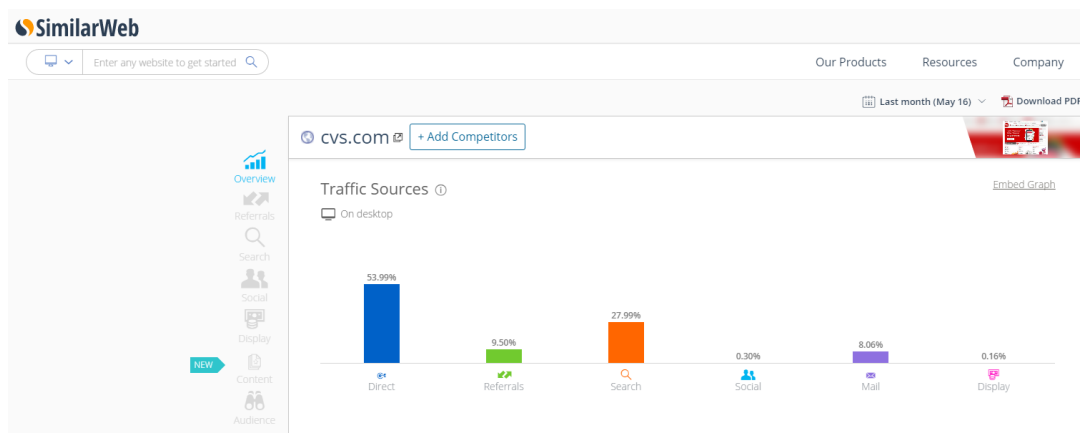 SimilarWeb
Enter any website to get started
Our Products Resources Company
Last month (May 16) Download PDF
cvs.com + Add Competitors
Overview
Referrals
Search
Social
Display
NEW Content
Audience
Traffic Sources
Embed Graph
On desktop
53.99% 9.50% 27.99% 0.30% 8.06% 0.16%
Direct Referrals Search Social Mail Display